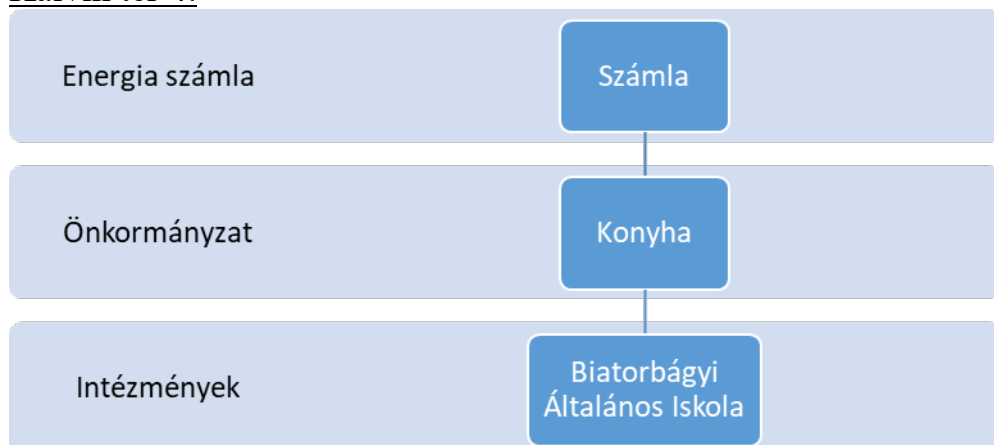 Energia számla
Számla
Önkormányzat
Konyha
Intézmények
Biatorbágyi
Általános Iskola